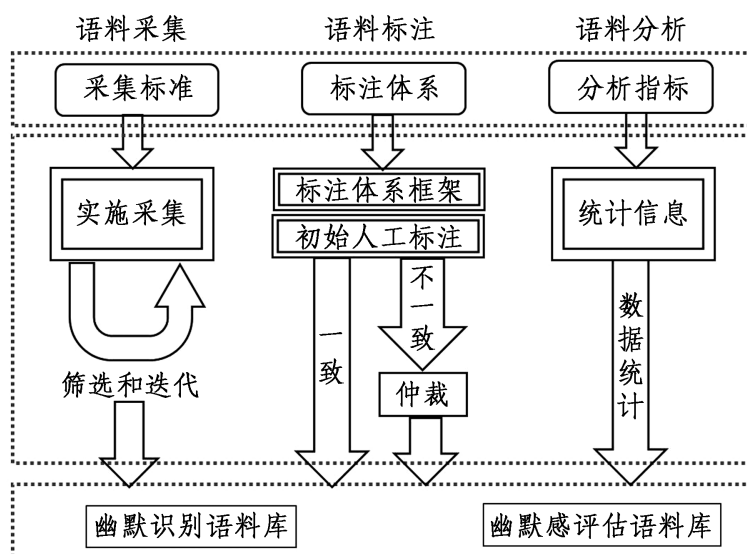 语料采集
语料标注
语料分析
采集标准
标注体系
分析指标
实施采集
标注体系框架
初始人工标注
统计信息
筛选和迭代
一致
不一致
仲裁
数据统计
幽默识别语料库
幽默感评估语料库